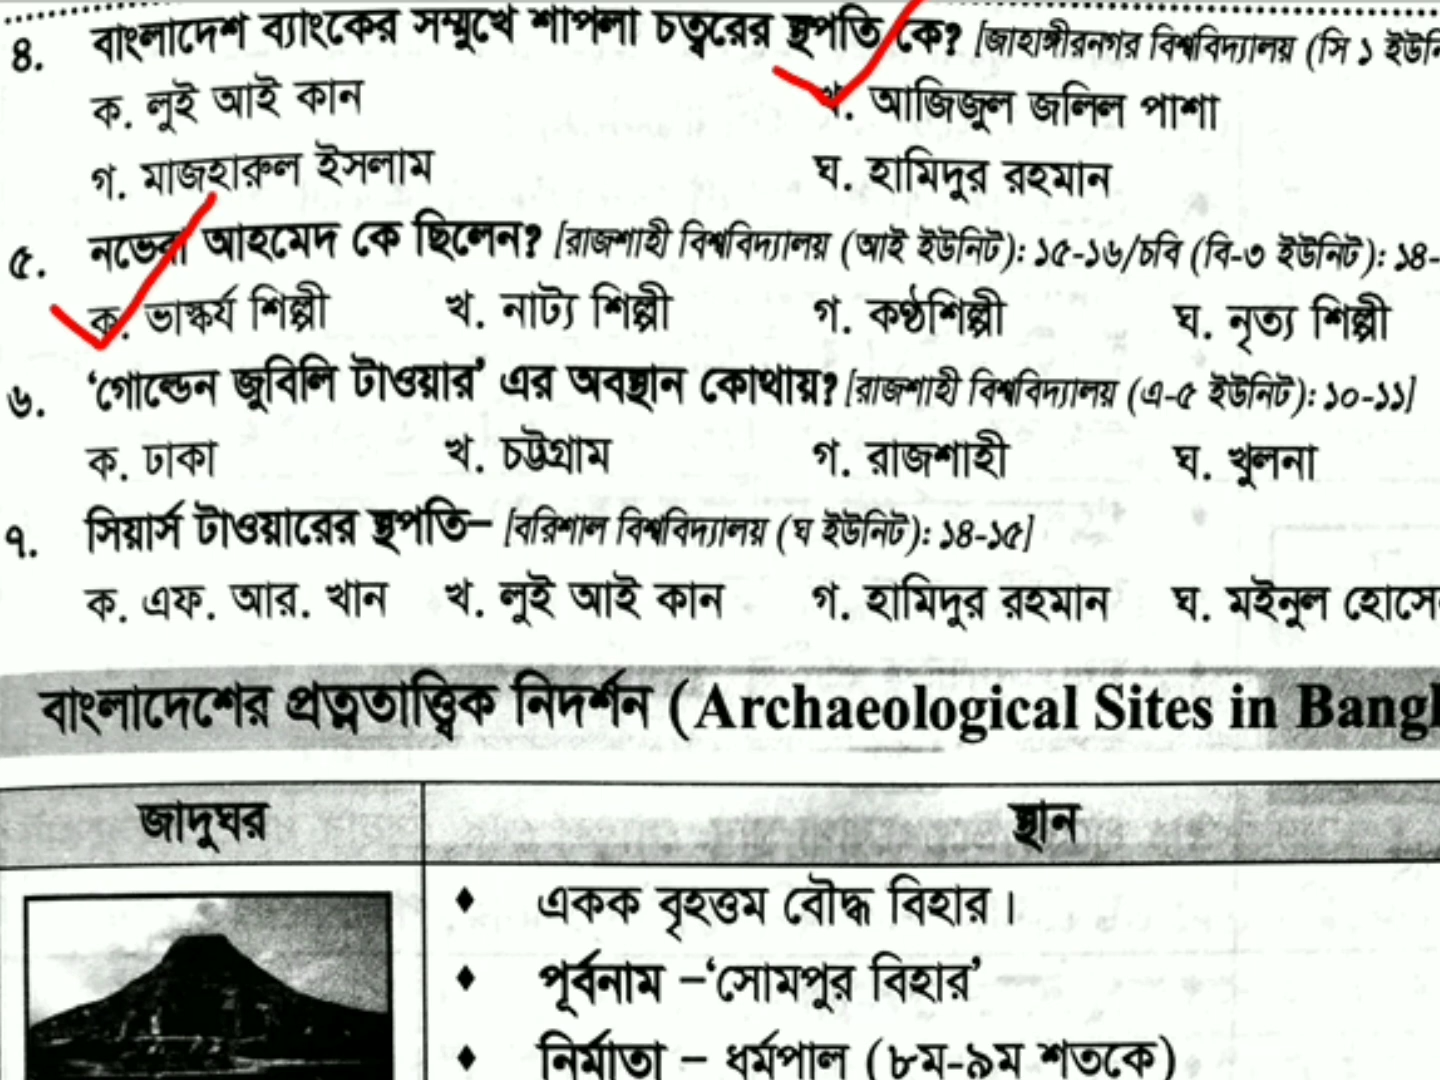 ৪. বাংলাদেশ ব্যাংকের সম্মুখে শাপলা চত্বরের স্থপতি কে? [জাহাঙ্গীরনগর বিশ্ববিদ্যালয় (সি ১ ইউনি
ক. লুই আই কান খ. আজিজুল জলিল পাশা
গ. মাজহারুল ইসলাম ঘ. হামিদুর রহমান
৫. নভেরা আহমেদ কে ছিলেন? [রাজশাহী বিশ্ববিদ্যালয় (আই ইউনিট): ১৫-১৬/চবি (বি-৩ ইউনিট): ১৪-
ক. ভাস্কর্য শিল্পী খ. নাট্য শিল্পী গ. কণ্ঠশিল্পী ঘ. নৃত্য শিল্পী
৬. ‘গোল্ডেন জুবিলি টাওয়ার’ এর অবস্থান কোথায়? [রাজশাহী বিশ্ববিদ্যালয় (এ-৫ ইউনিট): ১০-১১]
ক. ঢাকা খ. চট্টগ্রাম গ. রাজশাহী ঘ. খুলনা
৭. সিয়ার্স টাওয়ারের স্থপতি– [বরিশাল বিশ্ববিদ্যালয় (ঘ ইউনিট): ১৪-১৫]
ক. এফ. আর. খান খ. লুই আই কান গ. হামিদুর রহমান ঘ. মইনুল হোসে
বাংলাদেশের প্রত্নতাত্ত্বিক নিদর্শন (Archaeological Sites in Bangl
জাদুঘর স্থান
♦ একক বৃহত্তম বৌদ্ধ বিহার।
♦ পূর্বনাম –‘সোমপুর বিহার’
♦ নির্মাতা – ধর্মপাল (৮ম-৯ম শতকে)